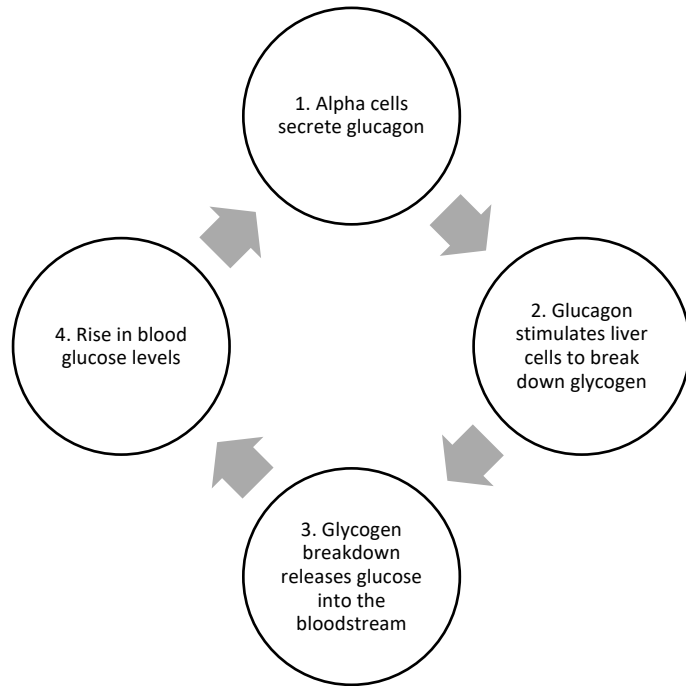 1. Alpha cells
secrete glucagon
2. Glucagon
stimulates liver
cells to break
down glycogen
3. Glycogen
breakdown
releases glucose
into the
bloodstream
4. Rise in blood
glucose levels